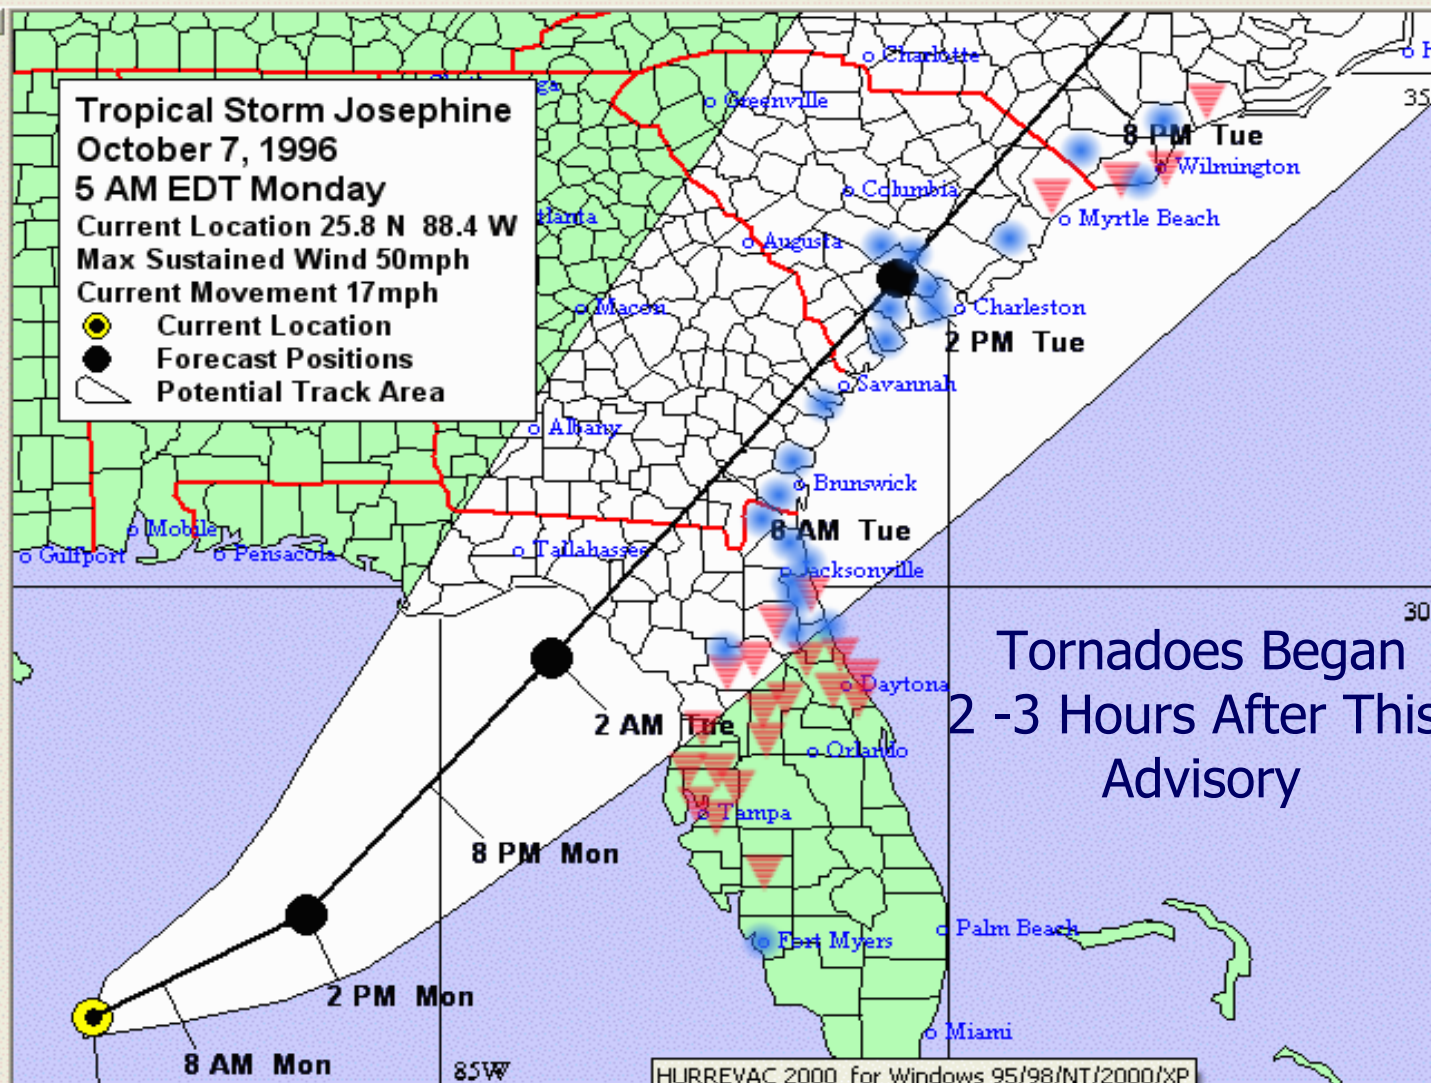 Tropical Storm Josephine
October 7, 1996
5 AM EDT Monday
Current Location 25.8 N 88.4 W
Max Sustained Wind 50mph
Current Movement 17mph
Current Location
Forecast Positions
Potential Track Area
Charlotte
Greenville
35
8 PM Tue
Wilmington
Columbia
Myrtle Beach
tlanta
Augusta
Macon
Charleston
2 PM Tue
Savannah
Albany
Brunswick
8 AM Tue
Mobile
Gulfport
Pensacola
Tallahassee
Jacksonville
30
Tornadoes Began
2 -3 Hours After This
Advisory
Daytona
2 AM Tue
Orlando
Tampa
8 PM Mon
Fort Myers
Palm Beach
2 PM Mon
Miami
8 AM Mon
85W
HURREVAC 2000 for Windows 95/98/NT/2000/XP